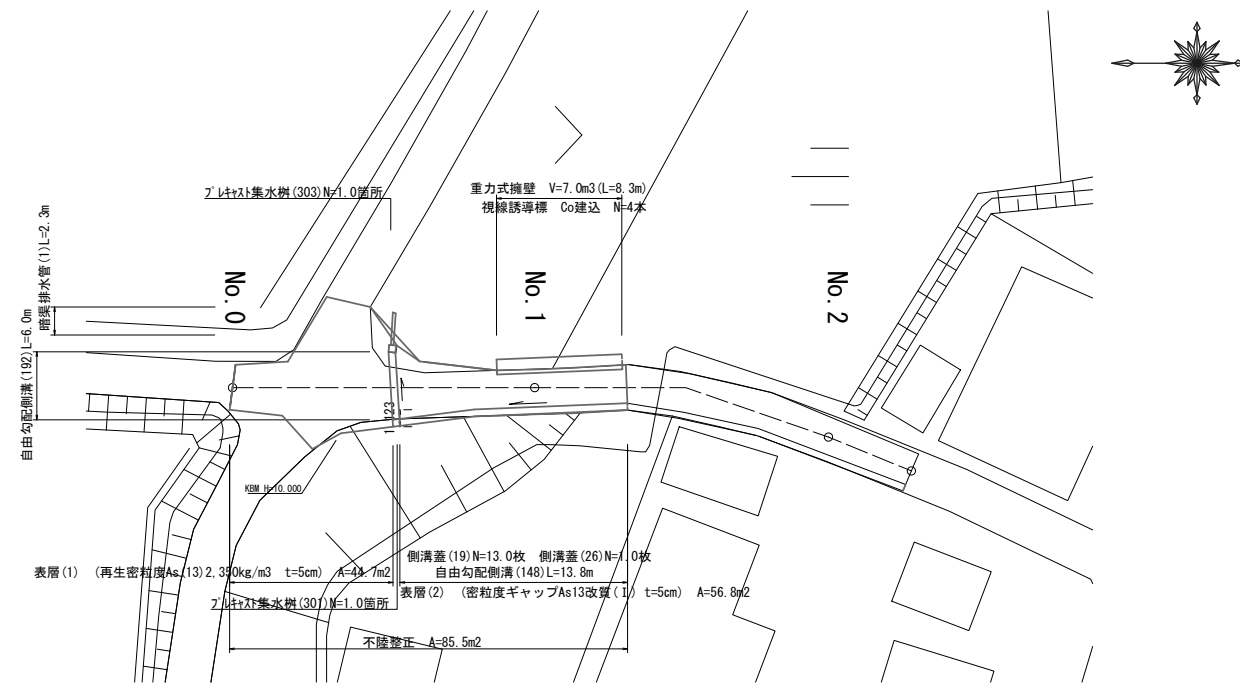 重力式擁壁 V=7.0m3(L=8.3m)
視線誘導標 Co建込 N=4本
ﾌﾟﾚｷｬｽﾄ集水桝(303)N=1.0箇所
暗渠排水管(1)L=2.3m
自由勾配側溝(192)L=6.0m
No.0
No.1
No.2
KBM H=10.000
側溝蓋(19)N=13.0枚 側溝蓋(26)N=1.0枚
表層(1) (再生密粒度As(13)2,350kg/m3 t=5cm) A=44.7m2
自由勾配側溝(148)L=13.8m
表層(2) (密粒度ギャップAs13改質(Ⅰ) t=5cm) A=56.8m2
ﾌﾟﾚｷｬｽﾄ集水桝(301)N=1.0箇所
不陸整正 A=85.5m2